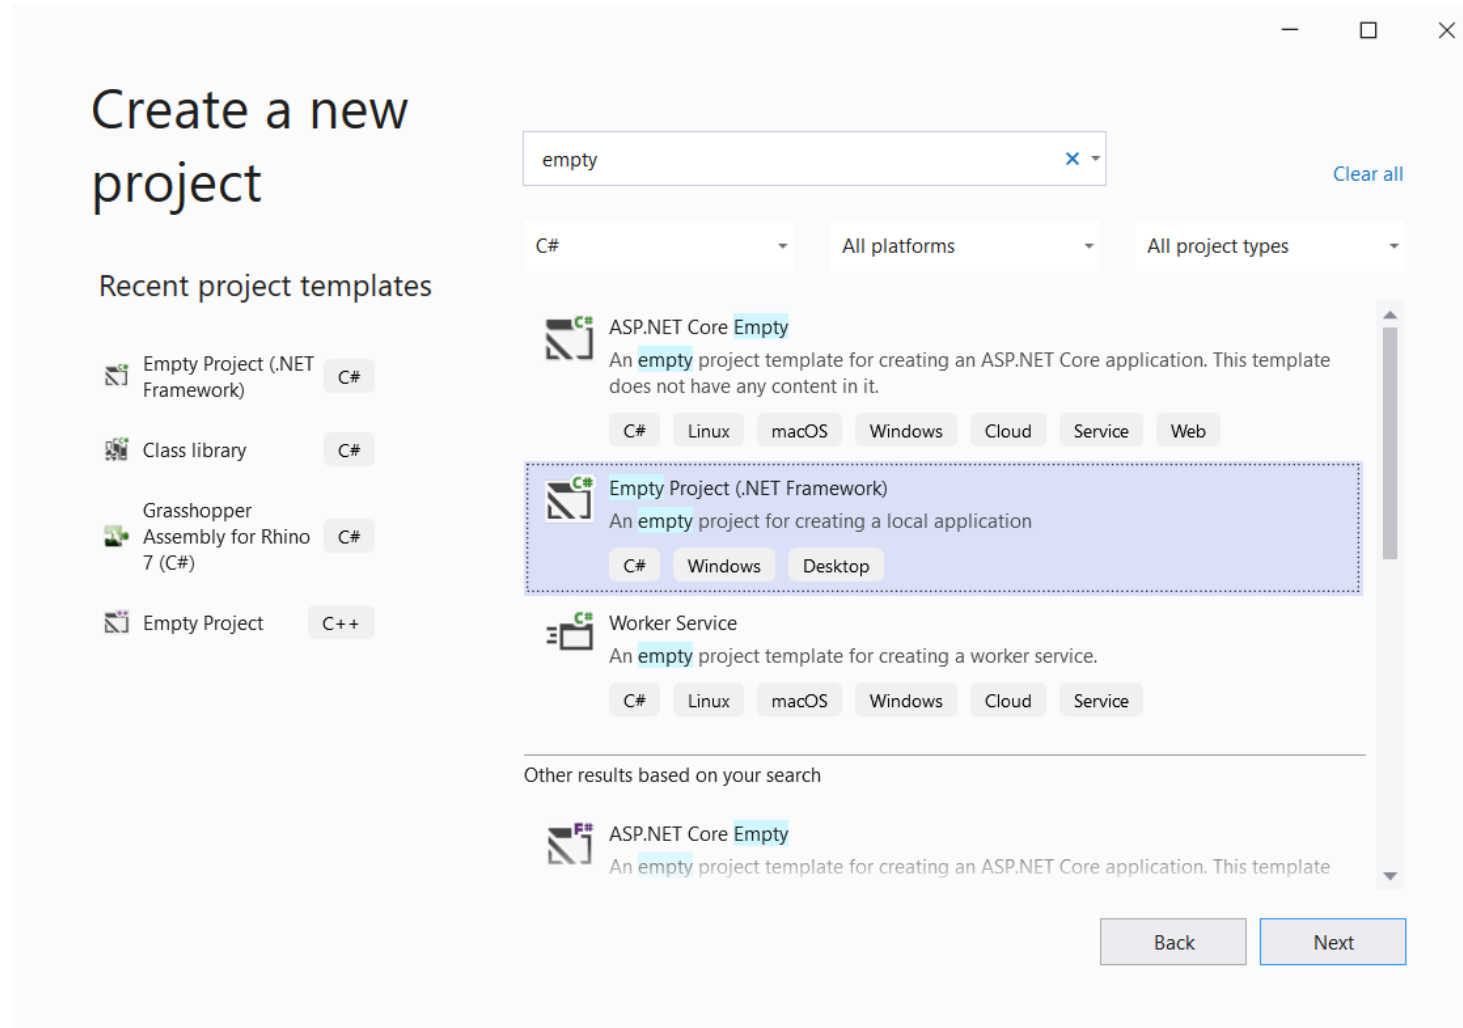 Create a new
project
Recent project templates
Empty Project (.NET
Framework)
C#
Class library
C#
Grasshopper
Assembly for Rhino
7 (C#)
C#
Empty Project
C++
empty
Clear all
C#
All platforms
All project types
C#
ASP.NET Core Empty
An empty project template for creating an ASP.NET Core application. This template
does not have any content in it.
C# Linux macOS Windows Cloud Service Web
C#
Empty Project (.NET Framework)
An empty project for creating a local application
C# Windows Desktop
C#
Worker Service
An empty project template for creating a worker service.
C# Linux macOS Windows Cloud Service
Other results based on your search
F#
ASP.NET Core Empty
An empty project template for creating an ASP.NET Core application. This template
Back
Next